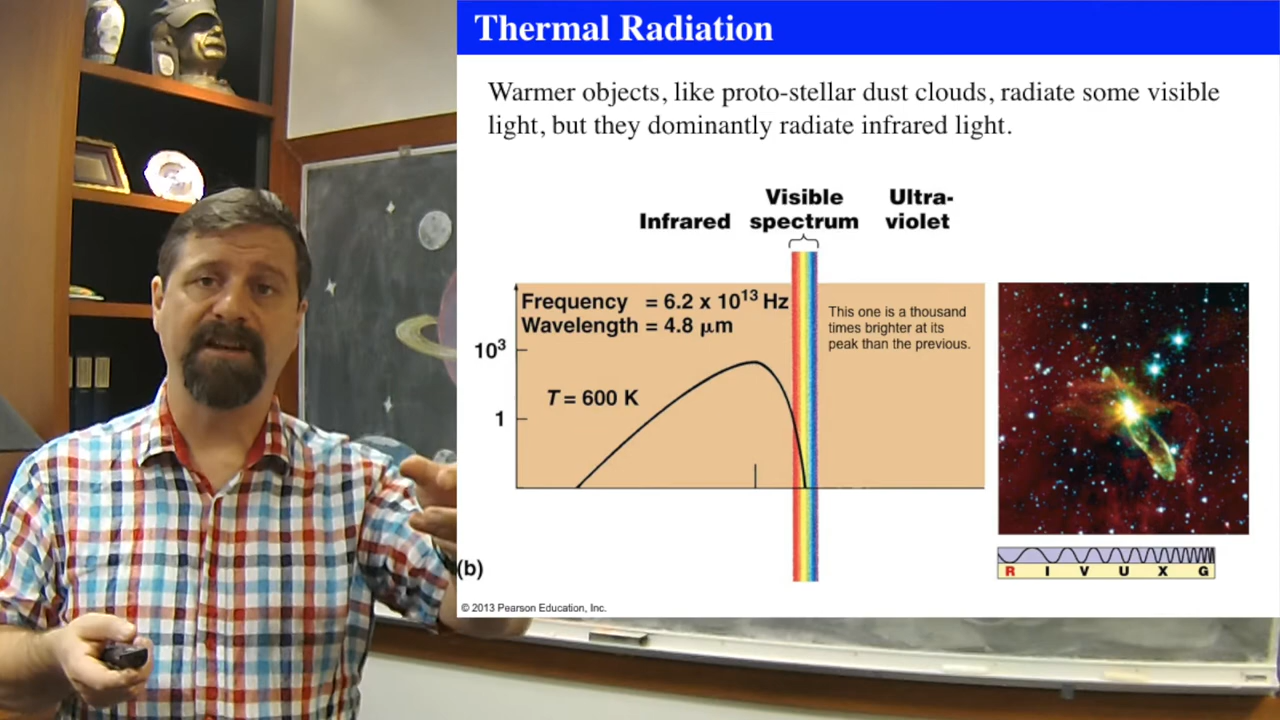 Thermal Radiation
Warmer objects, like proto-stellar dust clouds, radiate some visible
light, but they dominantly radiate infrared light.
Infrared
Visible
spectrum
Ultra-
violet
Frequency = 6.2 x 10¹³ Hz
Wavelength = 4.8 μm
This one is a thousand
times brighter at its
peak than the previous.
10³
T = 600 K
1
(b)
R I V U X G
© 2013 Pearson Education, Inc.